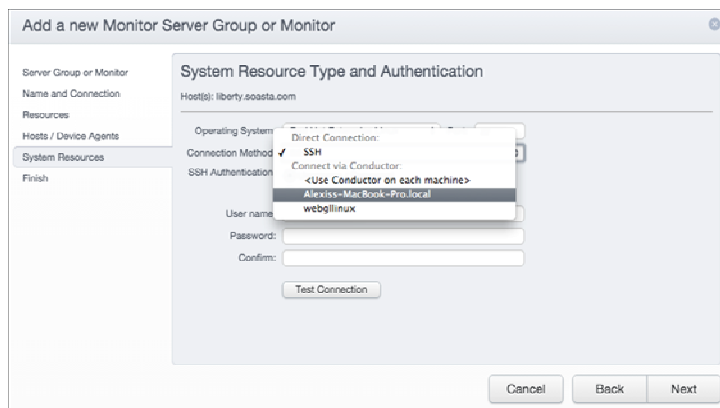 Add a new Monitor Server Group or Monitor
Server Group or Monitor
Name and Connection
Resources
Hosts / Device Agents
System Resources
Finish
System Resource Type and Authentication
Host(s): liberty.soasta.com
Operating System
Connection Method
SSH Authentication
Direct Connection:
✓ SSH
Connect via Conductor:
<Use Conductor on each machine>
Alexiss-MacBook-Pro.local
webgllinux
User name
Password:
Confirm:
Test Connection
Cancel
Back
Next